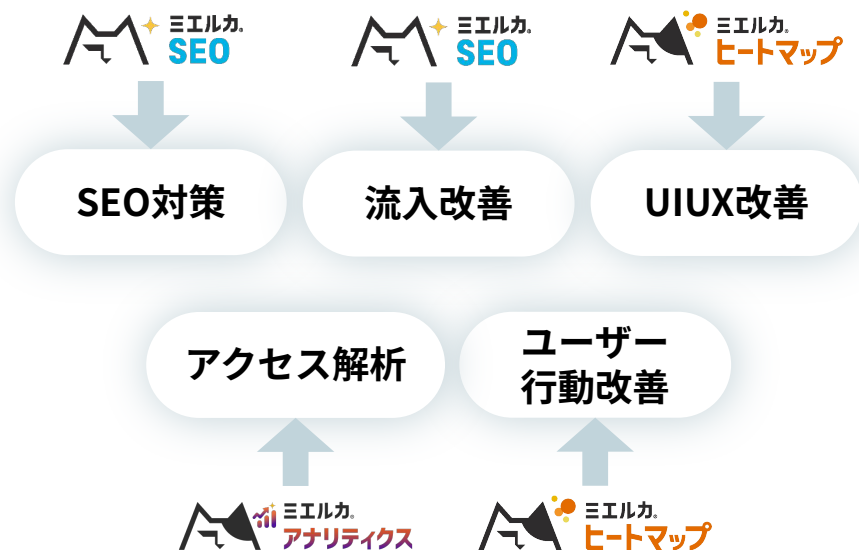 ミエルカ®
SEO
ミエルカ®
SEO
ミエルカ®
ヒートマップ
SEO対策
流入改善
UIUX改善
アクセス解析
ユーザー
行動改善
ミエルカ®
アナリティクス
ミエルカ®
ヒートマップ